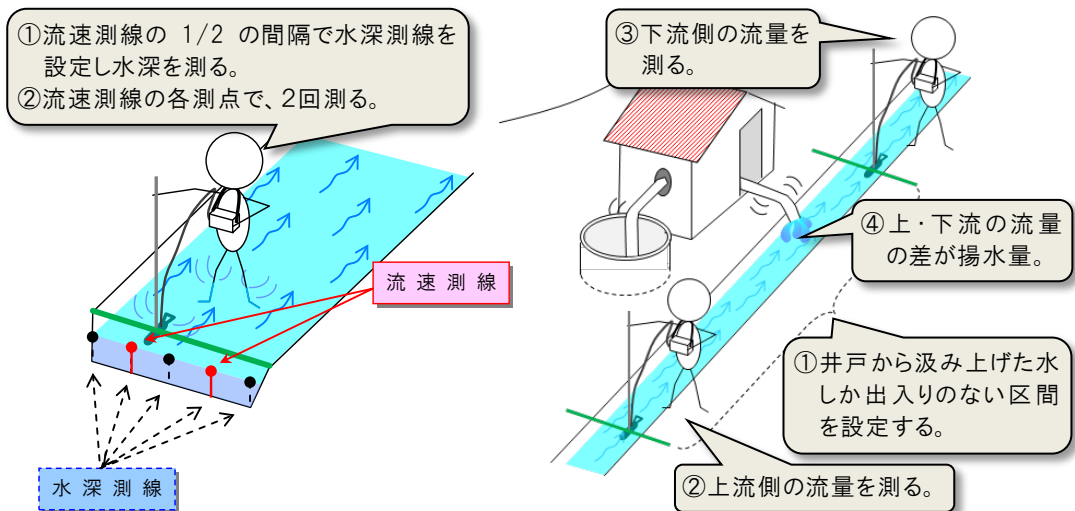 ①流速測線の 1/2 の間隔で水深測線を
設定し水深を測る。
②流速測線の各測点で、2回測る。
流速測線
水深測線
③下流側の流量を
測る。
④上・下流の流量
の差が揚水量。
①井戸から汲み上げた水
しか出入りのない区間
を設定する。
②上流側の流量を測る。